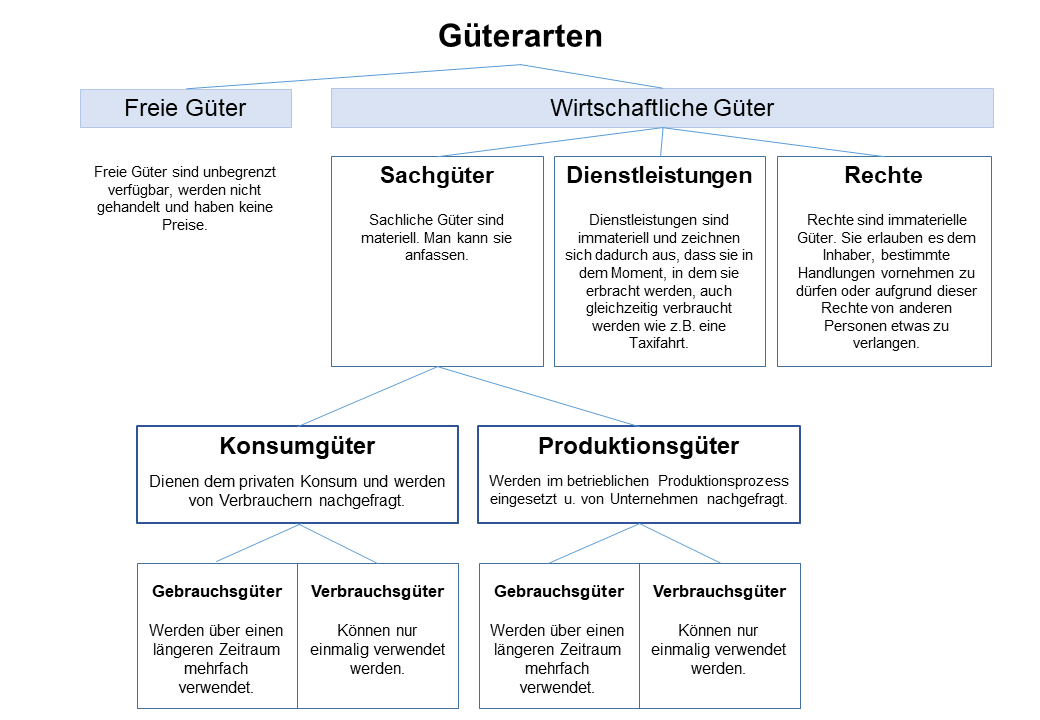 Güterarten
Freie Güter
Wirtschaftliche Güter
Freie Güter sind unbegrenzt
verfügbar, werden nicht
gehandelt und haben keine
Preise.
Sachgüter
Sachliche Güter sind
materiell. Man kann sie
anfassen.
Dienstleistungen
Dienstleistungen sind
immateriell und zeichnen
sich dadurch aus, dass sie in
dem Moment, in dem sie
erbracht werden, auch
gleichzeitig verbraucht
werden wie z.B. eine
Taxifahrt.
Rechte
Rechte sind immaterielle
Güter. Sie erlauben es dem
Inhaber, bestimmte
Handlungen vornehmen zu
dürfen oder aufgrund dieser
Rechte von anderen
Personen etwas zu
verlangen.
Konsumgüter
Dienen dem privaten Konsum und werden
von Verbrauchern nachgefragt.
Produktionsgüter
Werden im betrieblichen Produktionsprozess
eingesetzt u. von Unternehmen nachgefragt.
Gebrauchsgüter
Werden über einen
längeren Zeitraum
mehrfach
verwendet.
Verbrauchsgüter
Können nur
einmalig verwendet
werden.
Gebrauchsgüter
Werden über einen
längeren Zeitraum
mehrfach
verwendet.
Verbrauchsgüter
Können nur
einmalig verwendet
werden.